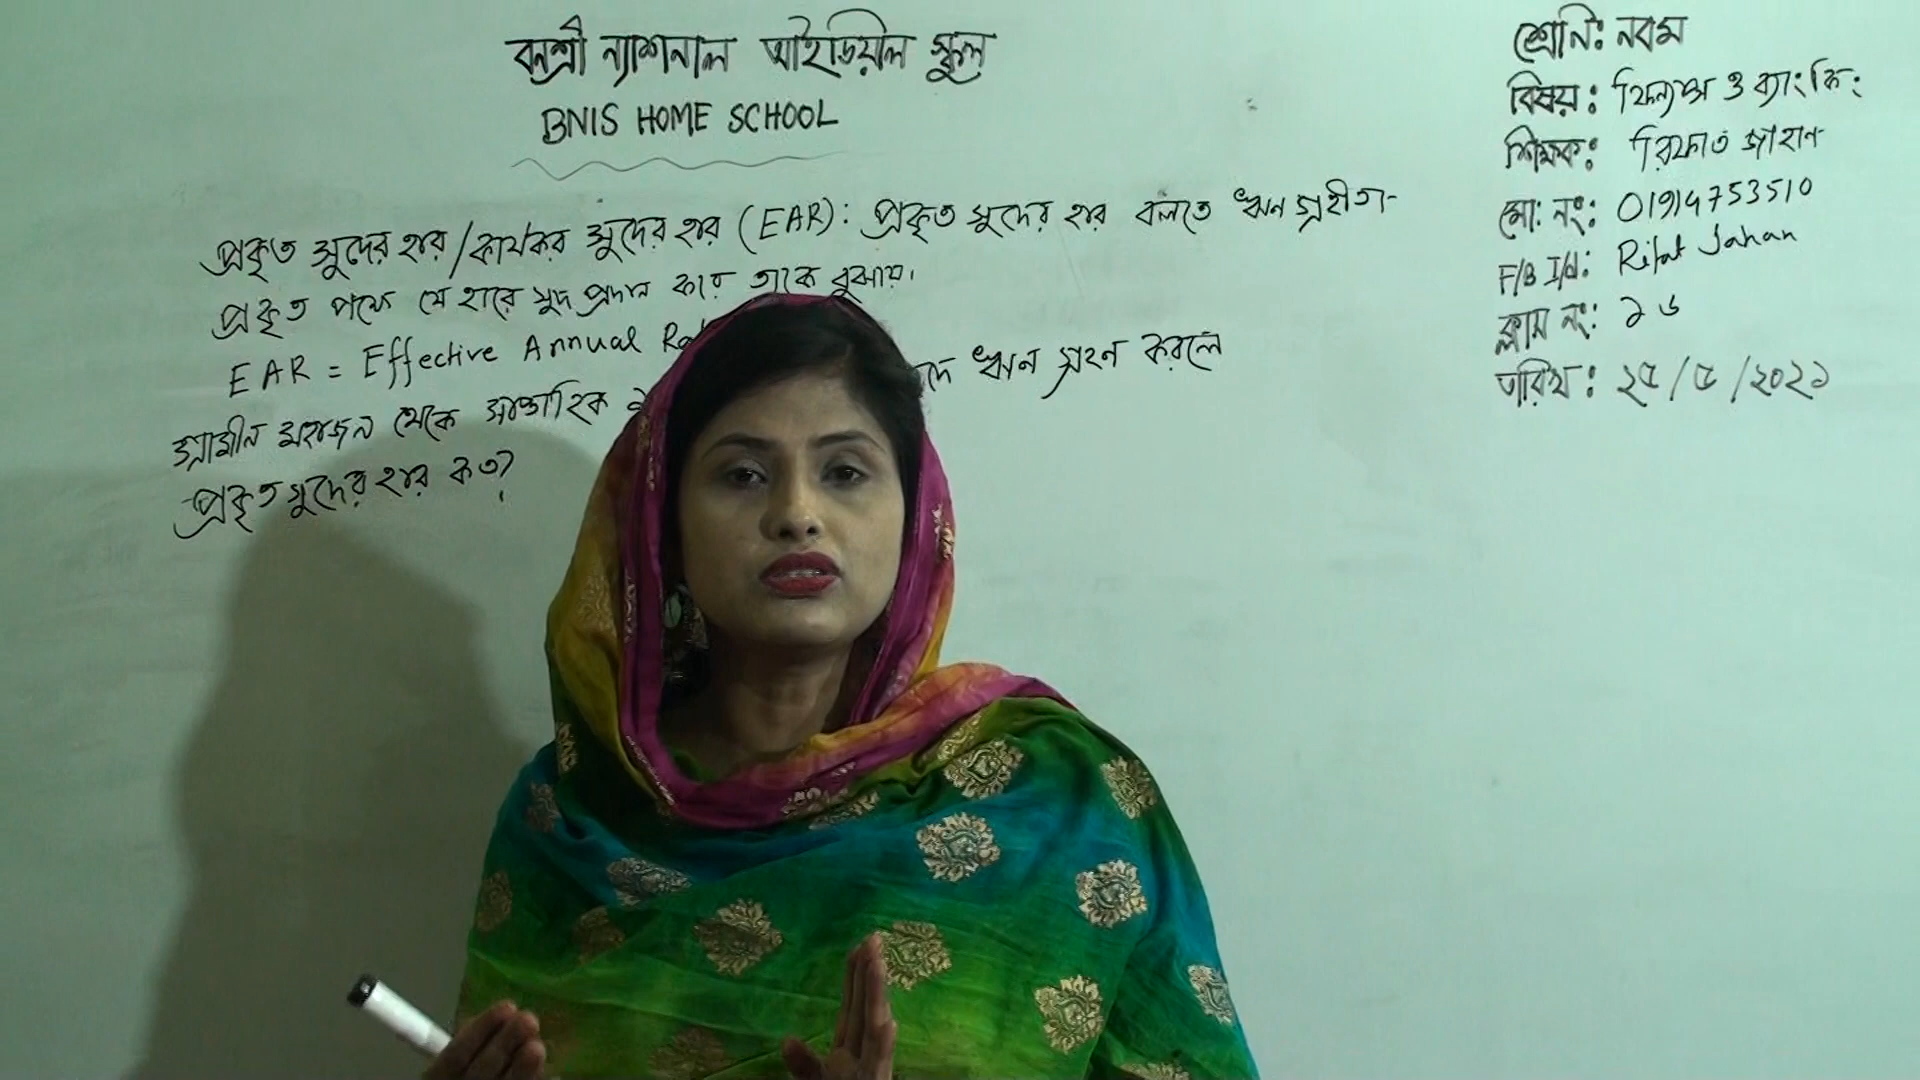 বনশ্রী ন্যাশনাল আইডিয়াল স্কুল
BNIS HOME SCHOOL
প্রকৃত সুদের হার/কার্যকর সুদের হার (EAR): প্রকৃত সুদের হার বলতে ঋন গ্রহীতা
প্রকৃত পক্ষে যে হারে সুদ প্রদান করে তাকে বুঝায়।
EAR = Effective Annual
গ্রামীন মহাজন থেকে সাপ্তাহিক ঋন গ্রহন করলে
প্রকৃত সুদের হার কত?
শ্রেনি: নবম
বিষয়: ফিন্যান্স ও ব্যাংকিং
শিক্ষক: রিফাত জাহান
মো: নং: 01914753510
F/B I/d: Rifat Jahan
ক্লাস নং: ১৬
তারিখ: ২৫/৫/২০২১